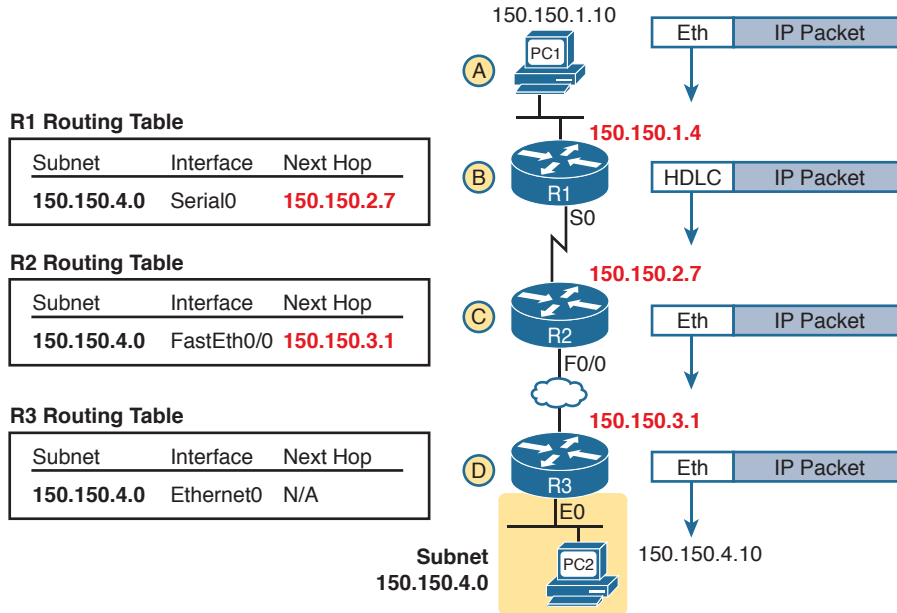 150.150.1.10
Eth IP Packet
PC1
A
150.150.1.4
R1 Routing Table
Subnet Interface Next Hop
150.150.4.0 Serial0 150.150.2.7
B
R1
HDLC IP Packet
S0
R2 Routing Table
Subnet Interface Next Hop
150.150.4.0 FastEth0/0 150.150.3.1
150.150.2.7
C
R2
Eth IP Packet
F0/0
R3 Routing Table
Subnet Interface Next Hop
150.150.4.0 Ethernet0 N/A
150.150.3.1
D
R3
Eth IP Packet
E0
Subnet
150.150.4.0
PC2
150.150.4.10